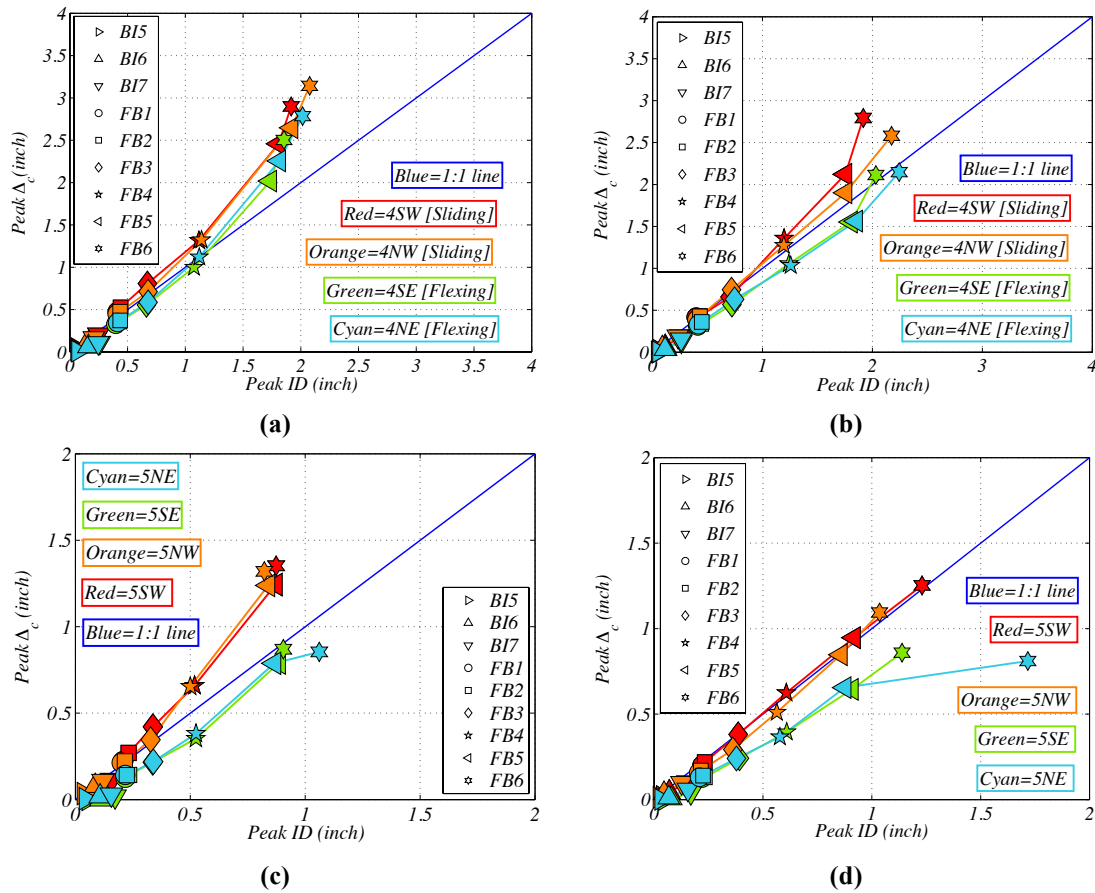 4
3.5
3
2.5
2
1.5
1
0.5
0
0.5
1
1.5
2
2.5
3
3.5
4
Peak Δc (inch)
Peak ID (inch)
BI5
BI6
BI7
FB1
FB2
FB3
FB4
FB5
FB6
Blue=1:1 line
Red=4SW [Sliding]
Orange=4NW [Sliding]
Green=4SE [Flexing]
Cyan=4NE [Flexing]
(a)
4
3.5
3
2.5
2
1.5
1
0.5
0
0
1
2
3
4
Peak Δc (inch)
Peak ID (inch)
BI5
BI6
BI7
FB1
FB2
FB3
FB4
FB5
FB6
Blue=1:1 line
Red=4SW [Sliding]
Orange=4NW [Sliding]
Green=4SE [Flexing]
Cyan=4NE [Flexing]
(b)
2
1.5
1
0.5
0
0
0.5
1
1.5
2
Peak Δc (inch)
Peak ID (inch)
Cyan=5NE
Green=5SE
Orange=5NW
Red=5SW
Blue=1:1 line
BI5
BI6
BI7
FB1
FB2
FB3
FB4
FB5
FB6
(c)
2
1.5
1
0.5
0
0
0.5
1
1.5
2
Peak Δc (inch)
Peak ID (inch)
BI5
BI6
BI7
FB1
FB2
FB3
FB4
FB5
FB6
Blue=1:1 line
Red=5SW
Orange=5NW
Green=5SE
Cyan=5NE
(d)